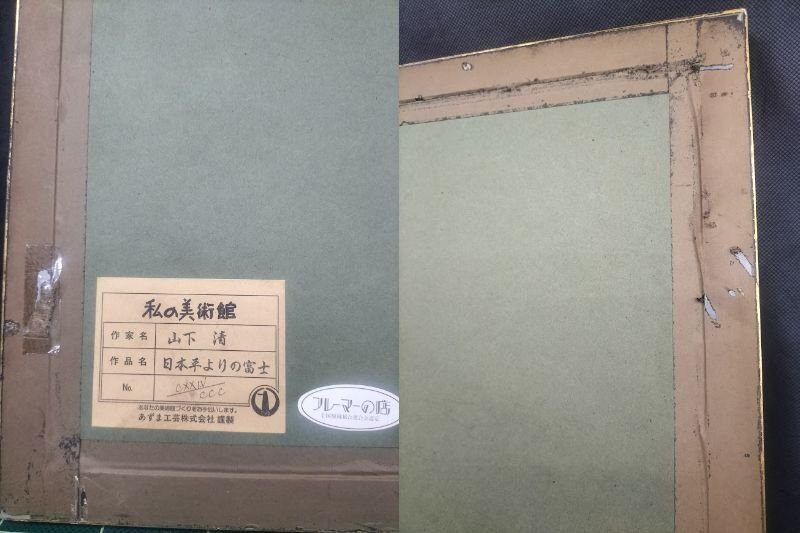 私の美術館
作家名 山下 清
作品名 日本平よりの富士
No. CXXIV
CCC
あなたの美術館づくりをお手伝いします。
あずま工芸株式会社 謹製
フレーマーの店